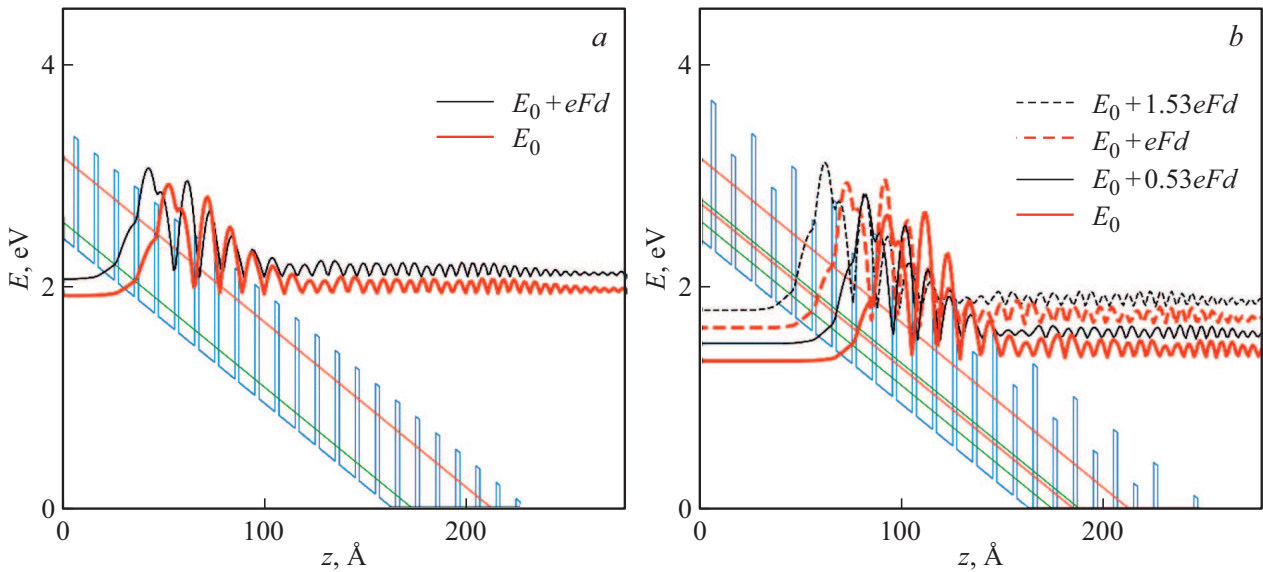 a
E₀ + eFd
E₀
4
2
0
E, eV
0
100
200
z, Å
b
E₀ + 1.53eFd
E₀ + eFd
E₀ + 0.53eFd
E₀
4
2
0
E, eV
0
100
200
z, Å